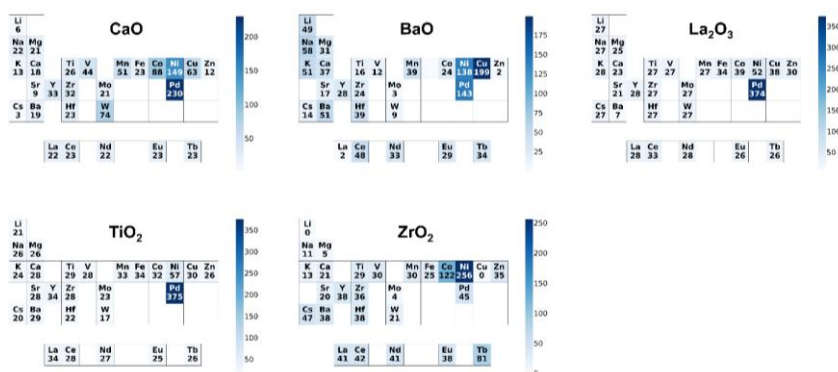 CaO
Li
6
Na Mg
22 21
K Ca Ti V Mn Fe Co Ni Cu Zn
13 18 26 44 51 23 88 149 63 12
Sr Y Zr Mo Pd
9 33 32 21 230
Cs Ba Hf W
3 19 23 74
La Ce Nd Eu Tb
22 23 22 23 23
200
150
100
50
BaO
Li
49
Na Mg
58 31
K Ca Ti V Mn Co Ni Cu Zn
51 37 16 12 39 24 138 199 2
Sr Y Zr Mo Pd
17 28 24 3 143
Cs Ba Hf W
14 51 39 9
La Ce Nd Eu Tb
2 48 33 29 34
175
150
125
100
75
50
25
La₂O₃
Li
27
Na Mg
27 25
K Ca Ti V Mn Fe Co Ni Cu Zn
28 23 27 27 27 34 39 52 38 30
Sr Y Zr Mo Pd
21 28 27 27 374
Cs Ba Hf W
27 7 27 27
La Ce Nd Eu Tb
28 33 28 26 26
350
300
250
200
150
100
50
TiO₂
Li
21
Na Mg
26 26
K Ca Ti V Mn Fe Co Ni Cu Zn
24 28 29 28 33 34 32 57 30 26
Sr Y Zr Mo Pd
28 34 28 23 375
Cs Ba Hf W
20 29 22 17
La Ce Nd Eu Tb
34 28 27 25 26
350
300
250
200
150
100
50
ZrO₂
Li
0
Na Mg
11 5
K Ca Ti V Mn Fe Co Ni Cu Zn
13 21 29 30 30 25 122 256 0 35
Sr Y Zr Mo Pd
20 38 36 4 45
Cs Ba Hf W
47 38 38 21
La Ce Nd Eu Tb
41 42 41 38 81
250
200
150
100
50
0